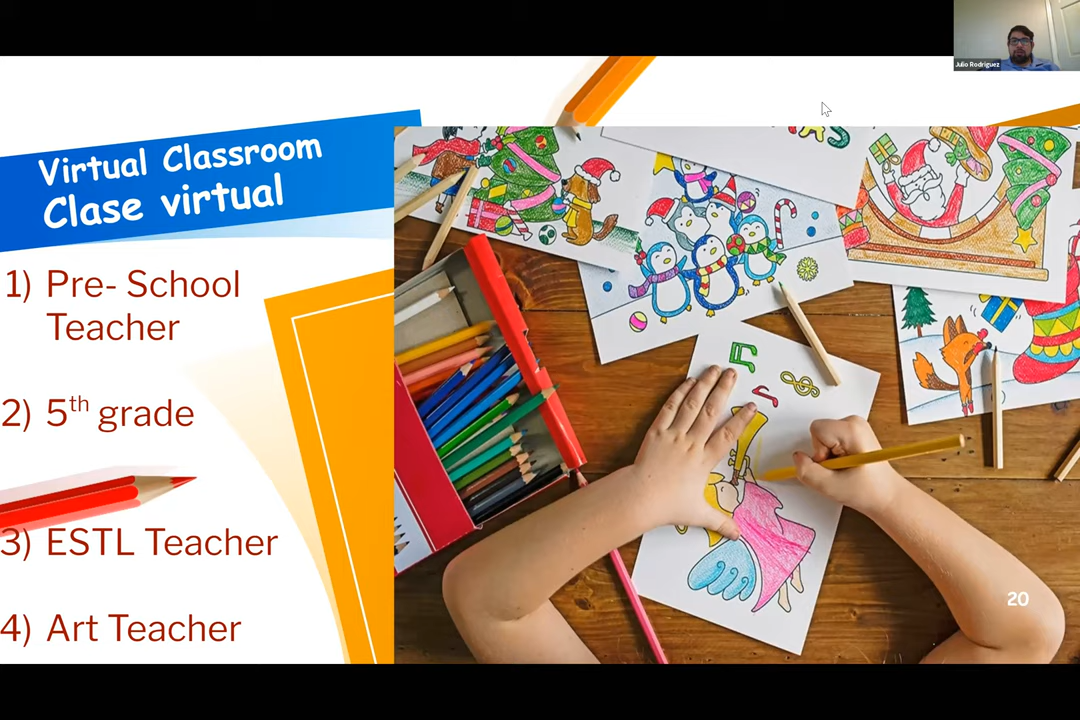 Julio Rodriguez
Virtual Classroom
Clase virtual
1) Pre- School
Teacher
2) 5th grade
3) ESTL Teacher
4) Art Teacher
20